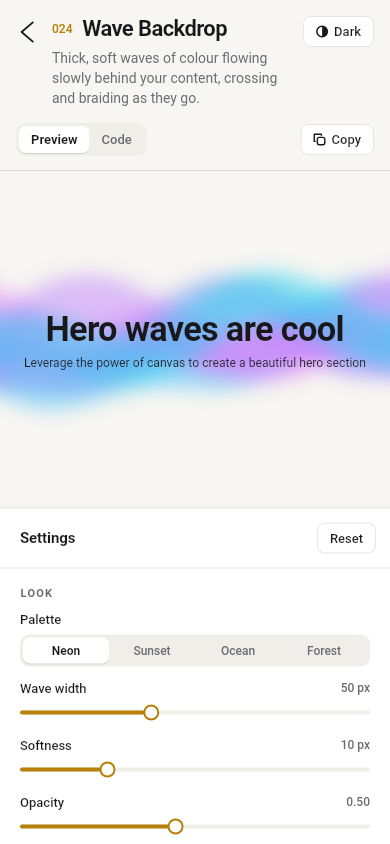 024 Wave Backdrop
Dark
Thick, soft waves of colour flowing
slowly behind your content, crossing
and braiding as they go.
Preview Code
Copy
Hero waves are cool
Leverage the power of canvas to create a beautiful hero section
Settings
Reset
LOOK
Palette
Neon Sunset Ocean Forest
Wave width 50 px
Softness 10 px
Opacity 0.50